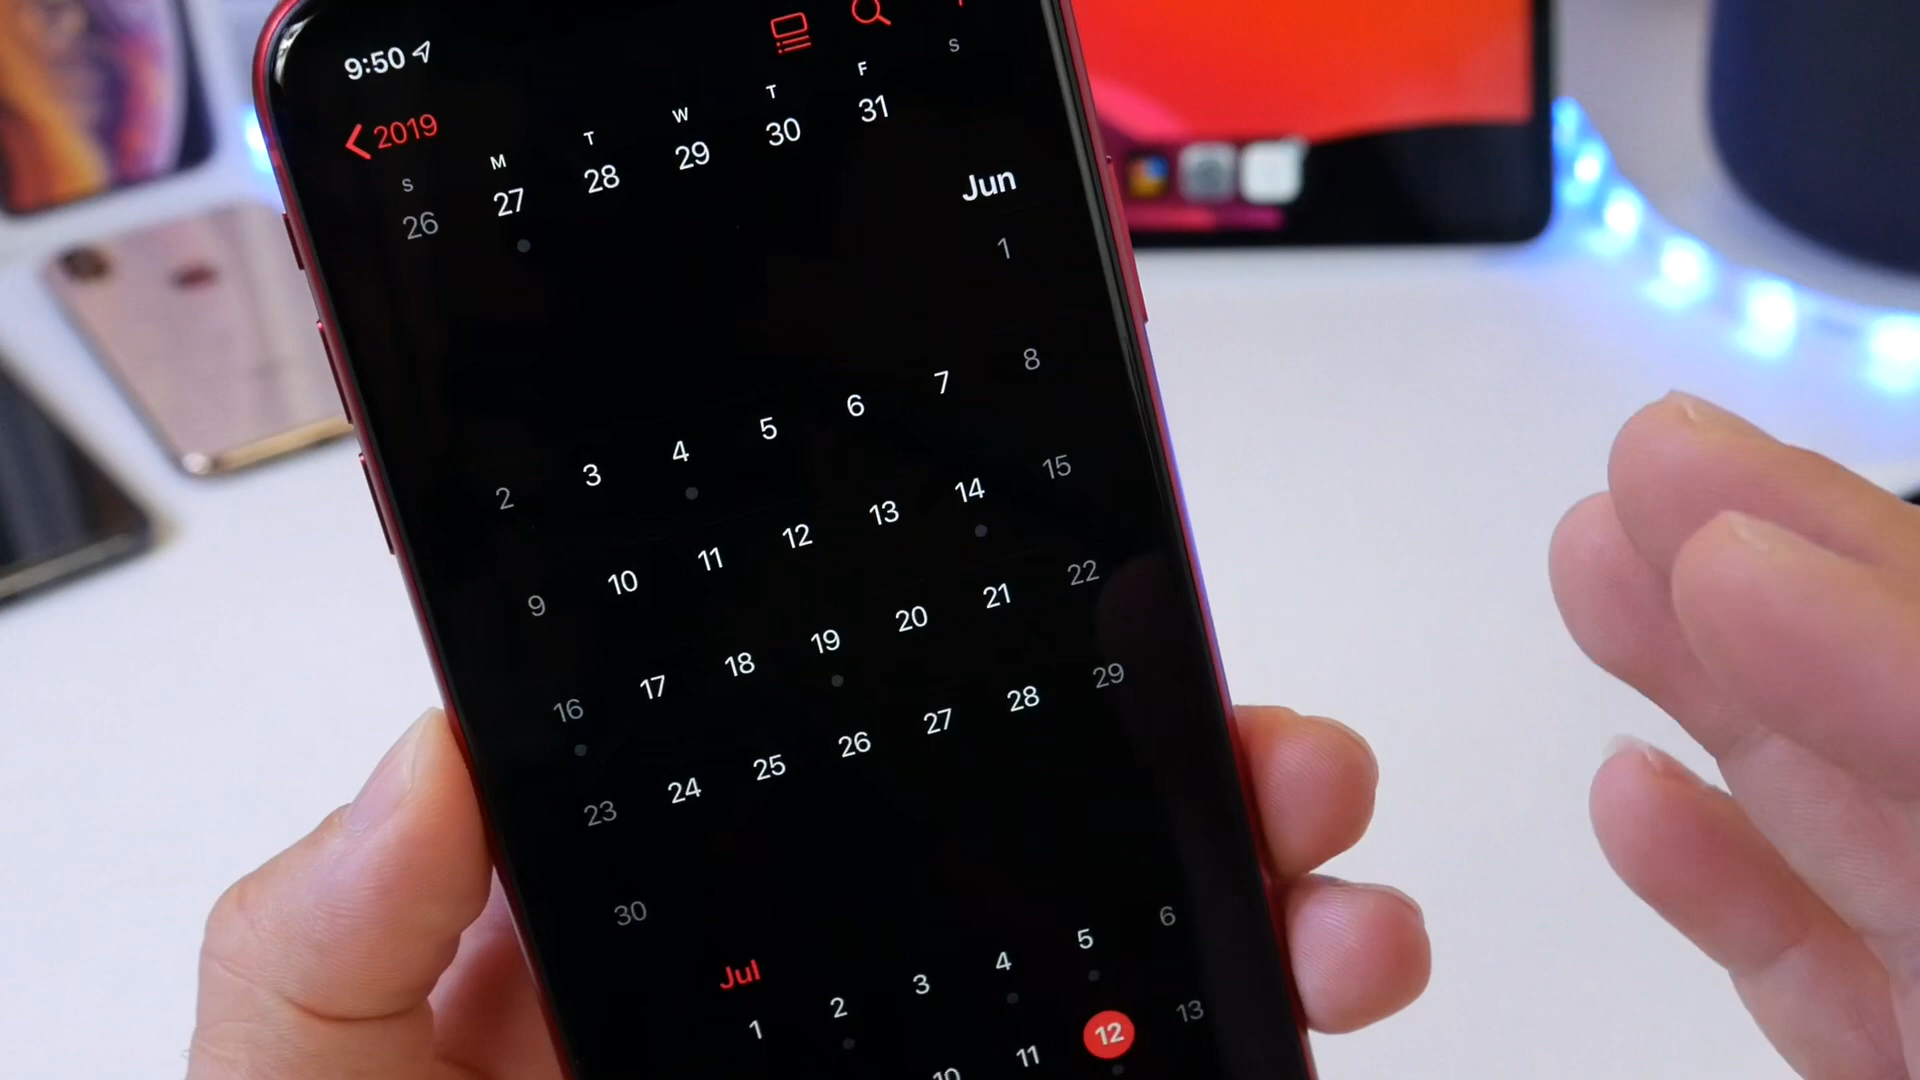 9:50
2019
S M T W T F S
26 27 28 29 30 31
Jun
1
2 3 4 5 6 7 8
9 10 11 12 13 14 15
16 17 18 19 20 21 22
23 24 25 26 27 28 29
30
Jul
1 2 3 4 5 6
10 11 12 13